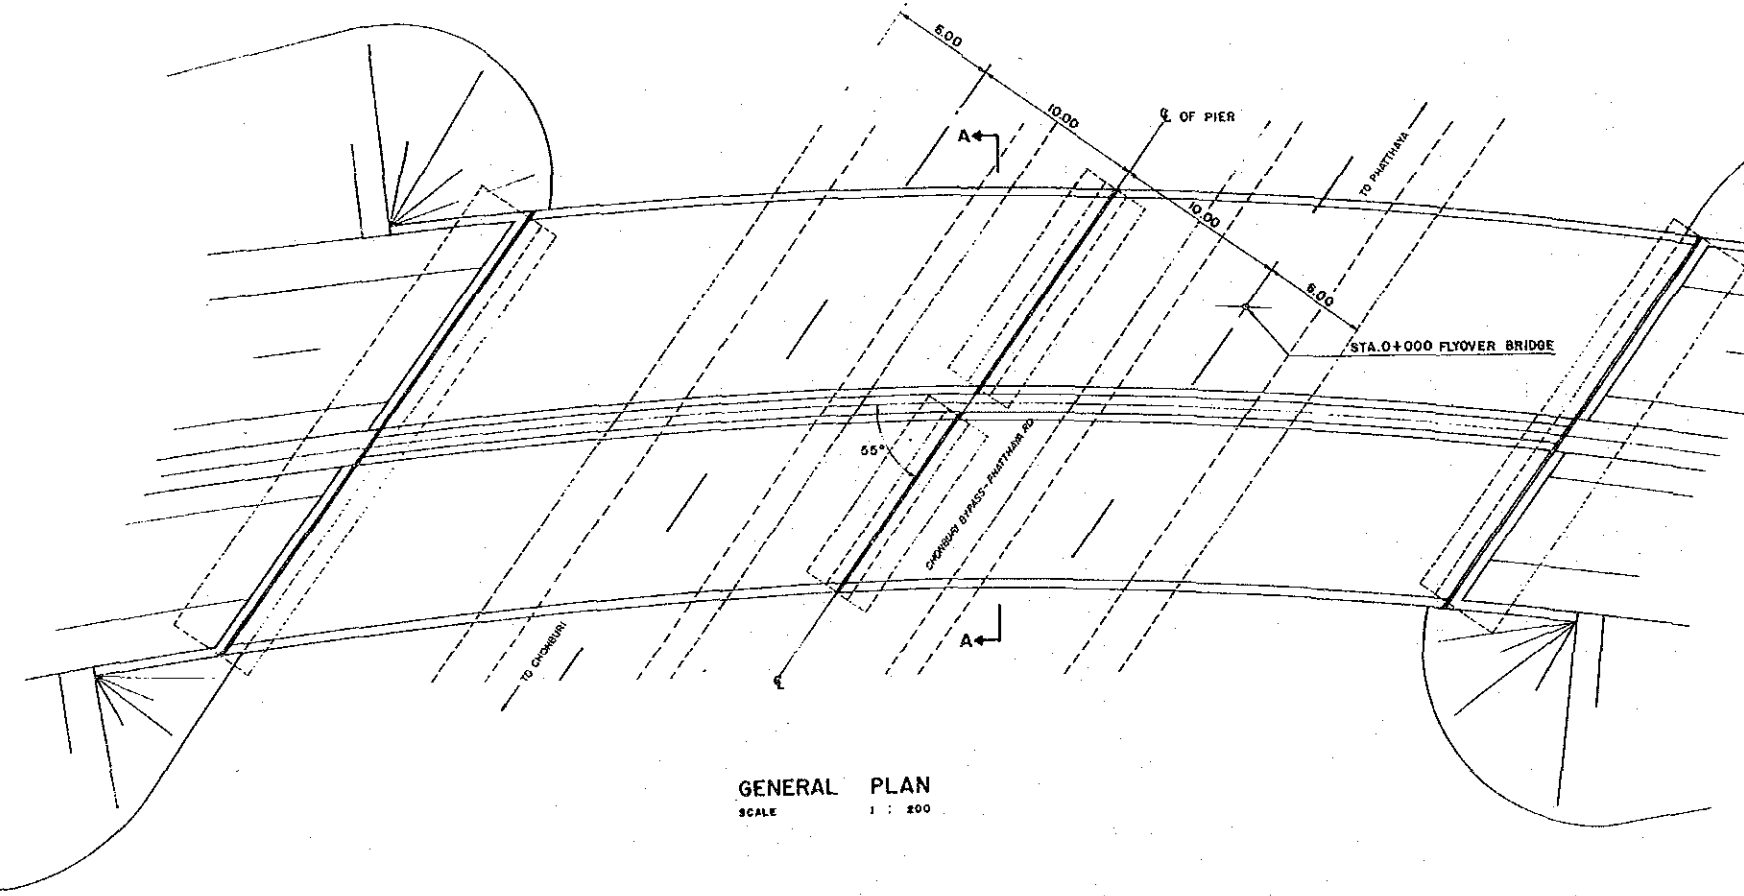 6.00
10.00
A
℄ OF PIER
TO PHATTHAYA
10.00
6.00
STA.0+000 FLYOVER BRIDGE
55°
CHONBURI BYPASS-PHATTHAYA RD
TO CHONBURI
A
℄
GENERAL PLAN
SCALE 1 : 200